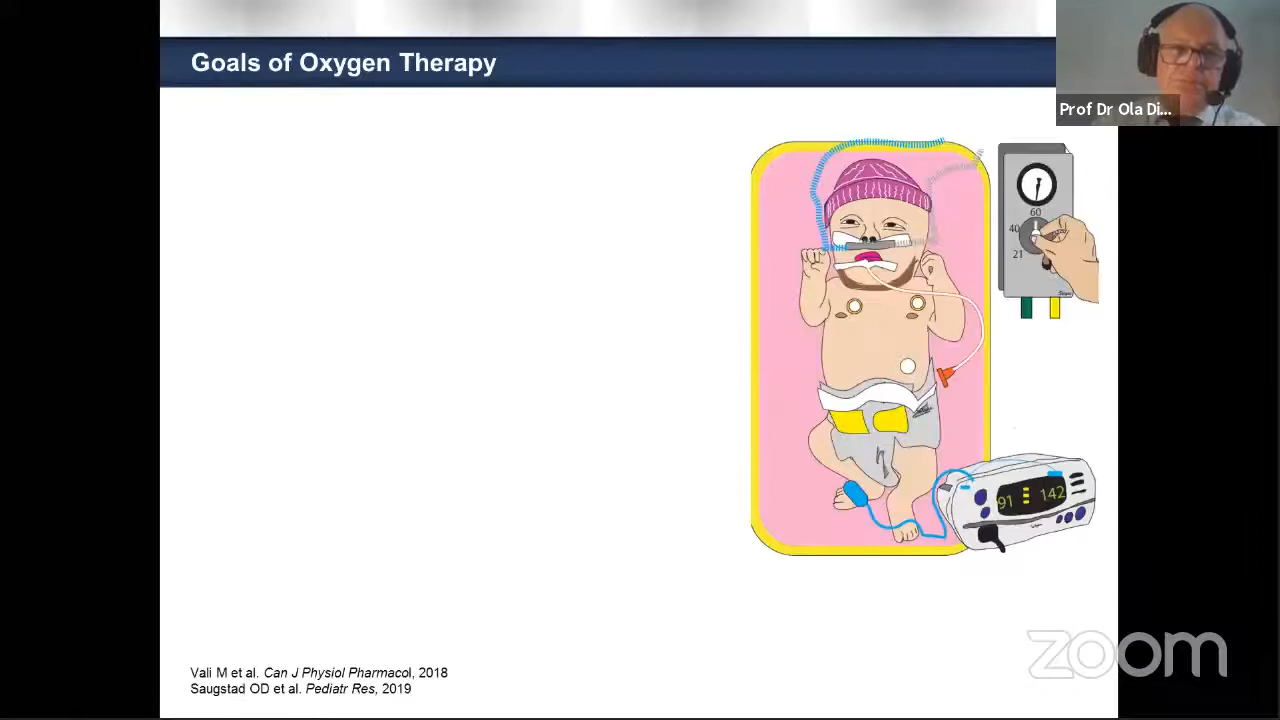 Goals of Oxygen Therapy
Prof Dr Ola Di...
60
40
21
91 142
Vali M et al. Can J Physiol Pharmacol, 2018
Saugstad OD et al. Pediatr Res, 2019
zoom